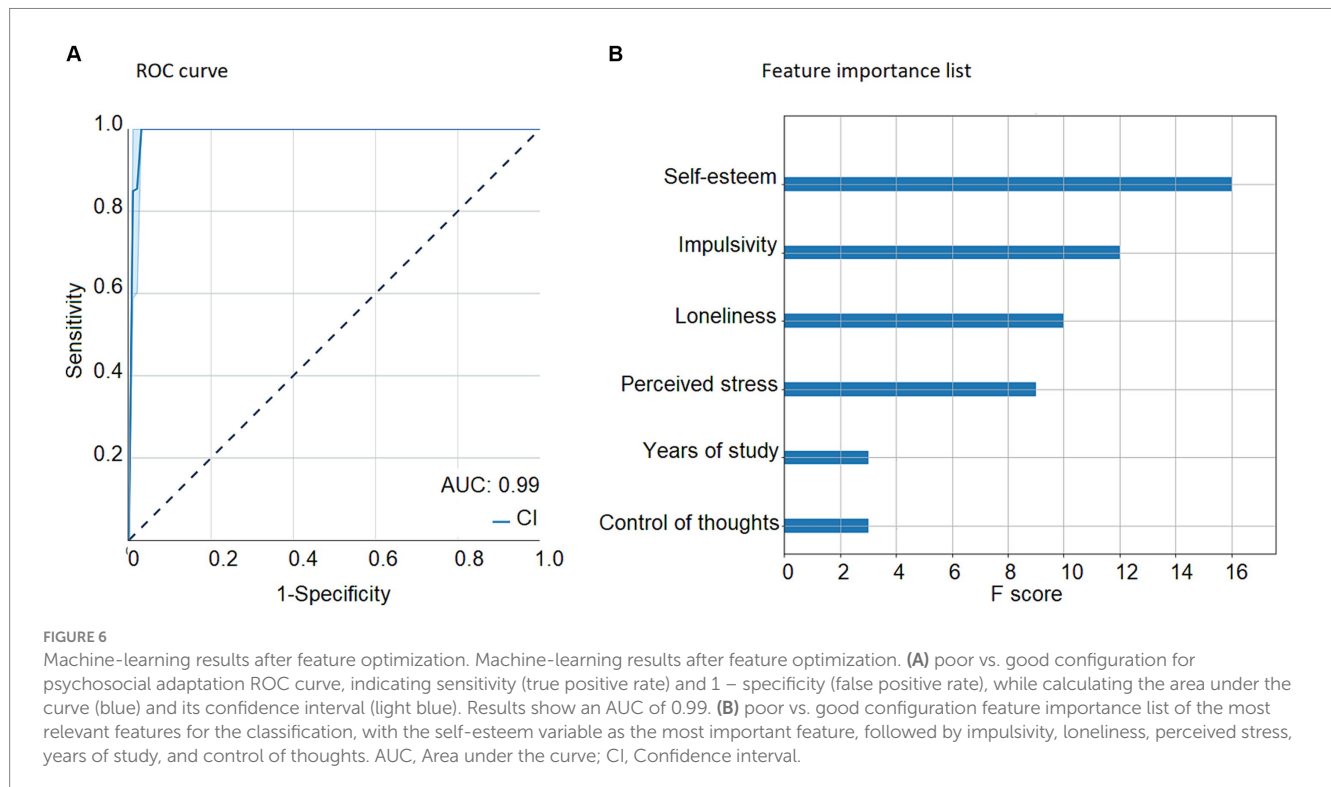 A
ROC curve
1.0
0.8
0.6
0.4
0.2
Sensitivity
AUC: 0.99
CI
0 0.2 0.4 0.6 0.8 1.0
1-Specificity
B
Feature importance list
Self-esteem
Impulsivity
Loneliness
Perceived stress
Years of study
Control of thoughts
0 2 4 6 8 10 12 14 16
F score
FIGURE 6
Machine-learning results after feature optimization. Machine-learning results after feature optimization. (A) poor vs. good configuration for
psychosocial adaptation ROC curve, indicating sensitivity (true positive rate) and 1 – specificity (false positive rate), while calculating the area under the
curve (blue) and its confidence interval (light blue). Results show an AUC of 0.99. (B) poor vs. good configuration feature importance list of the most
relevant features for the classification, with the self-esteem variable as the most important feature, followed by impulsivity, loneliness, perceived stress,
years of study, and control of thoughts. AUC, Area under the curve; CI, Confidence interval.